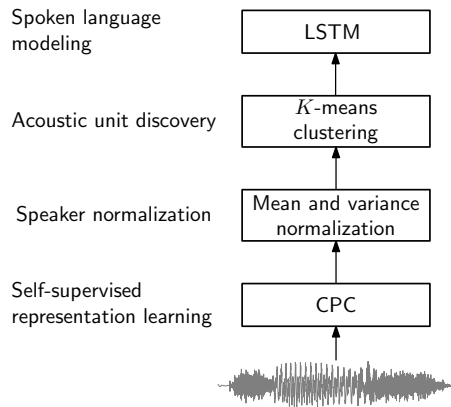 Spoken language
modeling
LSTM
Acoustic unit discovery
K-means
clustering
Speaker normalization
Mean and variance
normalization
Self-supervised
representation learning
CPC